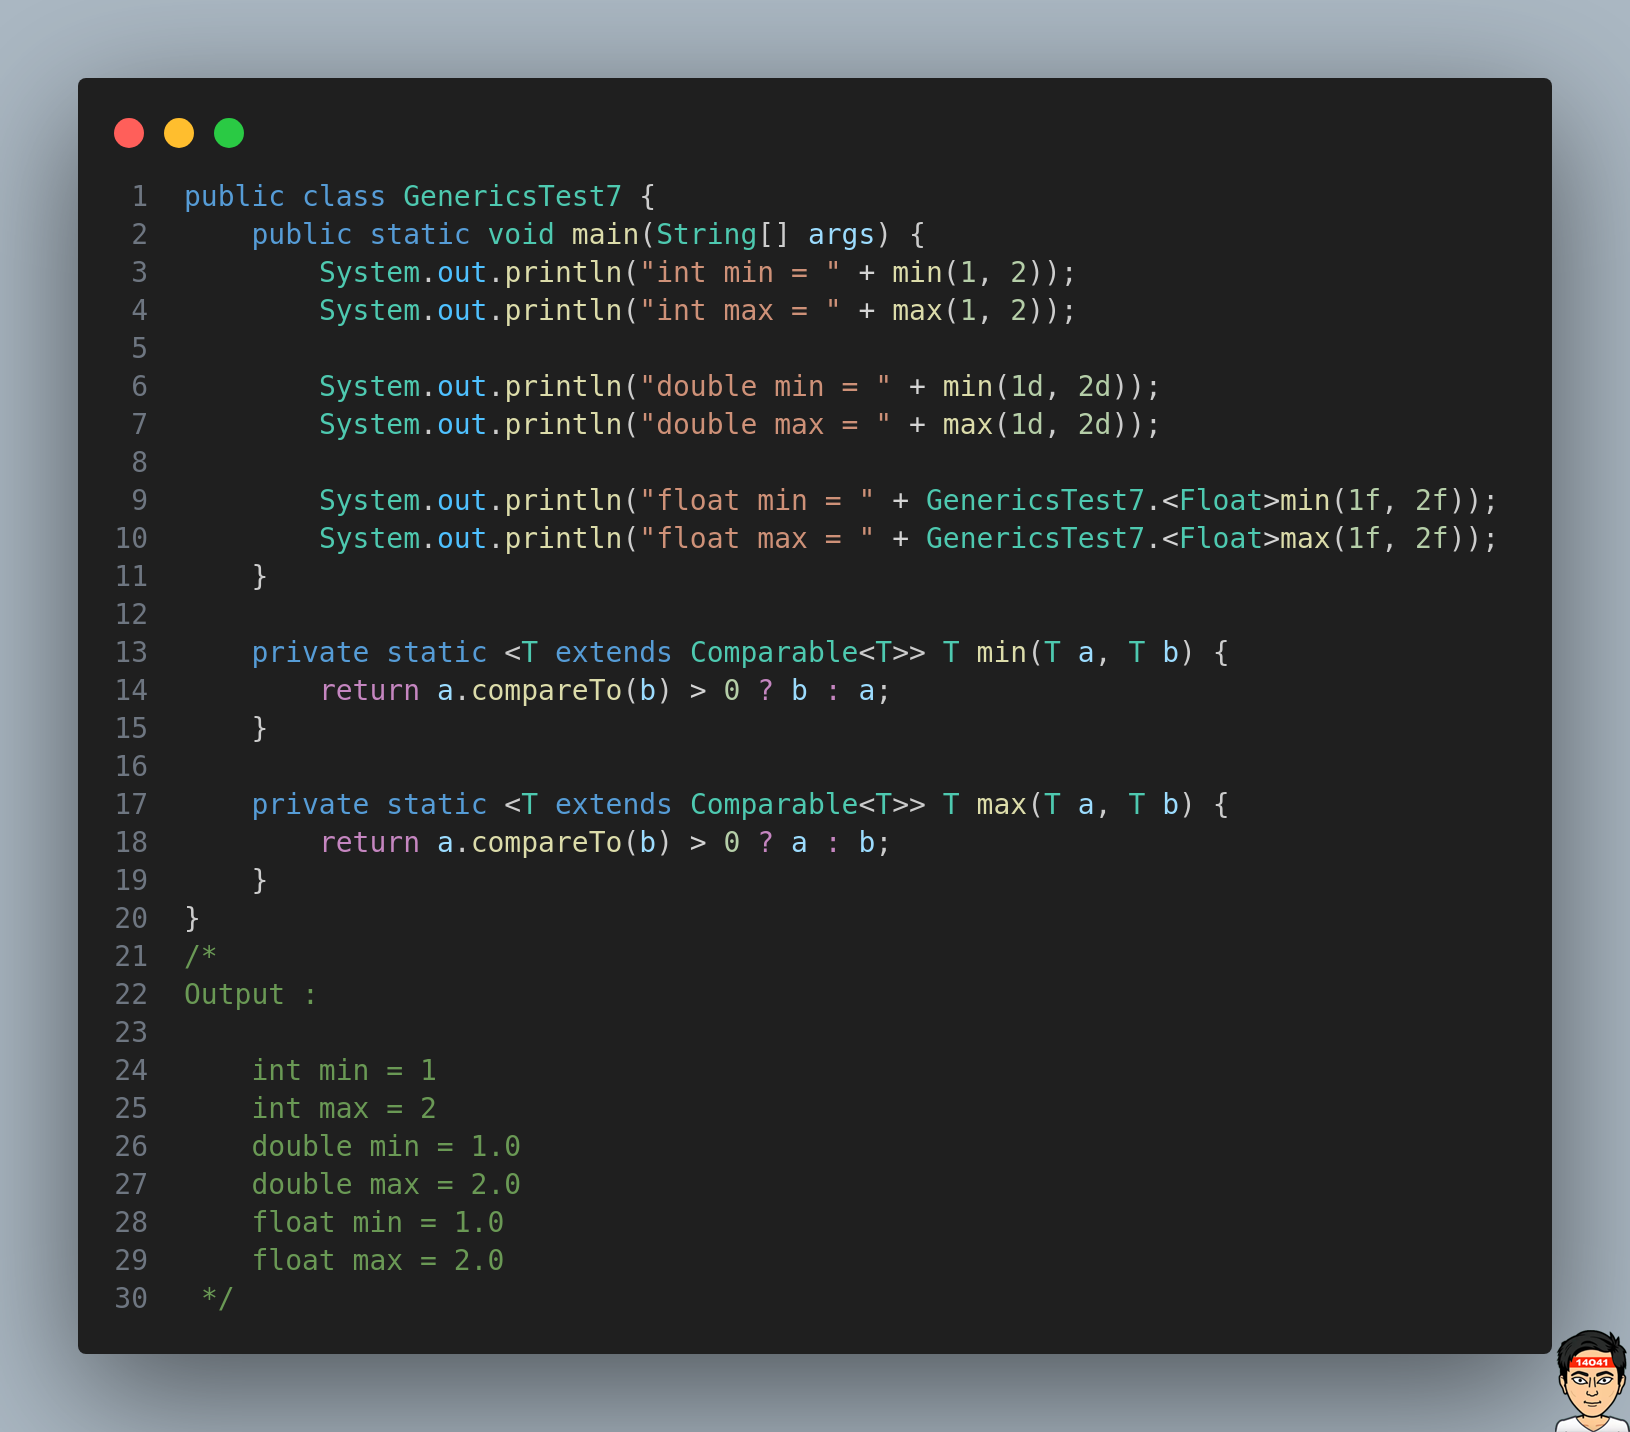 1 public class GenericsTest7 {
2     public static void main(String[] args) {
3         System.out.println("int min = " + min(1, 2));
4         System.out.println("int max = " + max(1, 2));
5
6         System.out.println("double min = " + min(1d, 2d));
7         System.out.println("double max = " + max(1d, 2d));
8
9         System.out.println("float min = " + GenericsTest7.<Float>min(1f, 2f));
10         System.out.println("float max = " + GenericsTest7.<Float>max(1f, 2f));
11     }
12
13     private static <T extends Comparable<T>> T min(T a, T b) {
14         return a.compareTo(b) > 0 ? b : a;
15     }
16
17     private static <T extends Comparable<T>> T max(T a, T b) {
18         return a.compareTo(b) > 0 ? a : b;
19     }
20 }
21 /*
22 Output :
23
24     int min = 1
25     int max = 2
26     double min = 1.0
27     double max = 2.0
28     float min = 1.0
29     float max = 2.0
30  */
14041